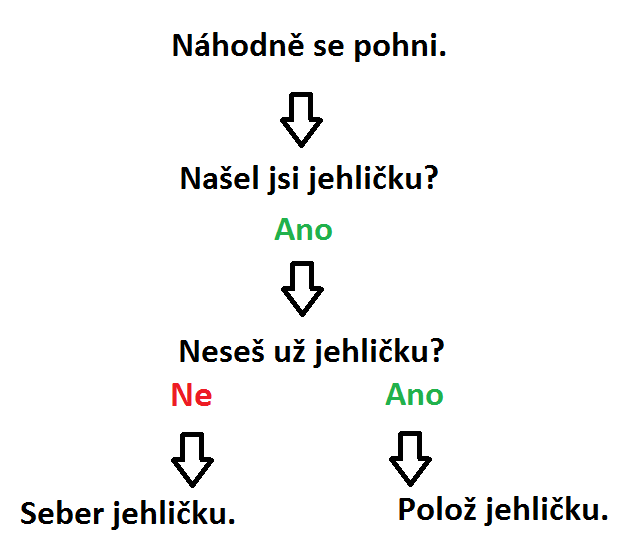 Náhodně se pohni.
Našel jsi jehličku?
Ano
Neseš už jehličku?
Ne Ano
Seber jehličku. Polož jehličku.